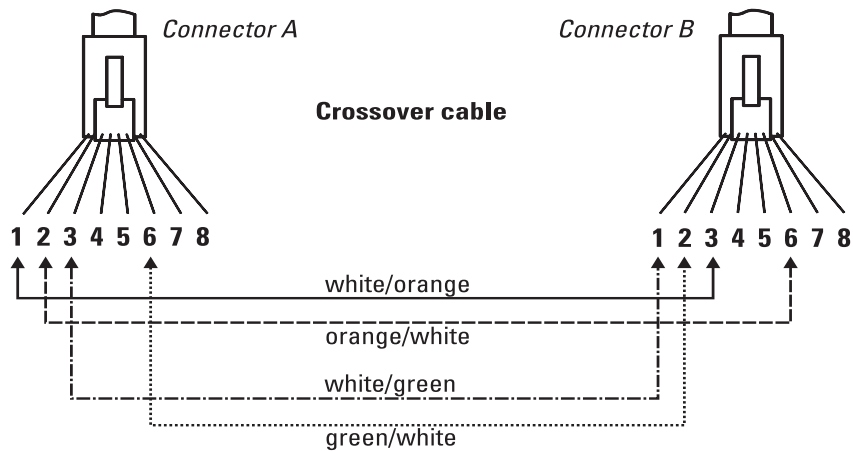 Connector A
Connector B
Crossover cable
1 2 3 4 5 6 7 8
1 2 3 4 5 6 7 8
white/orange
orange/white
white/green
green/white